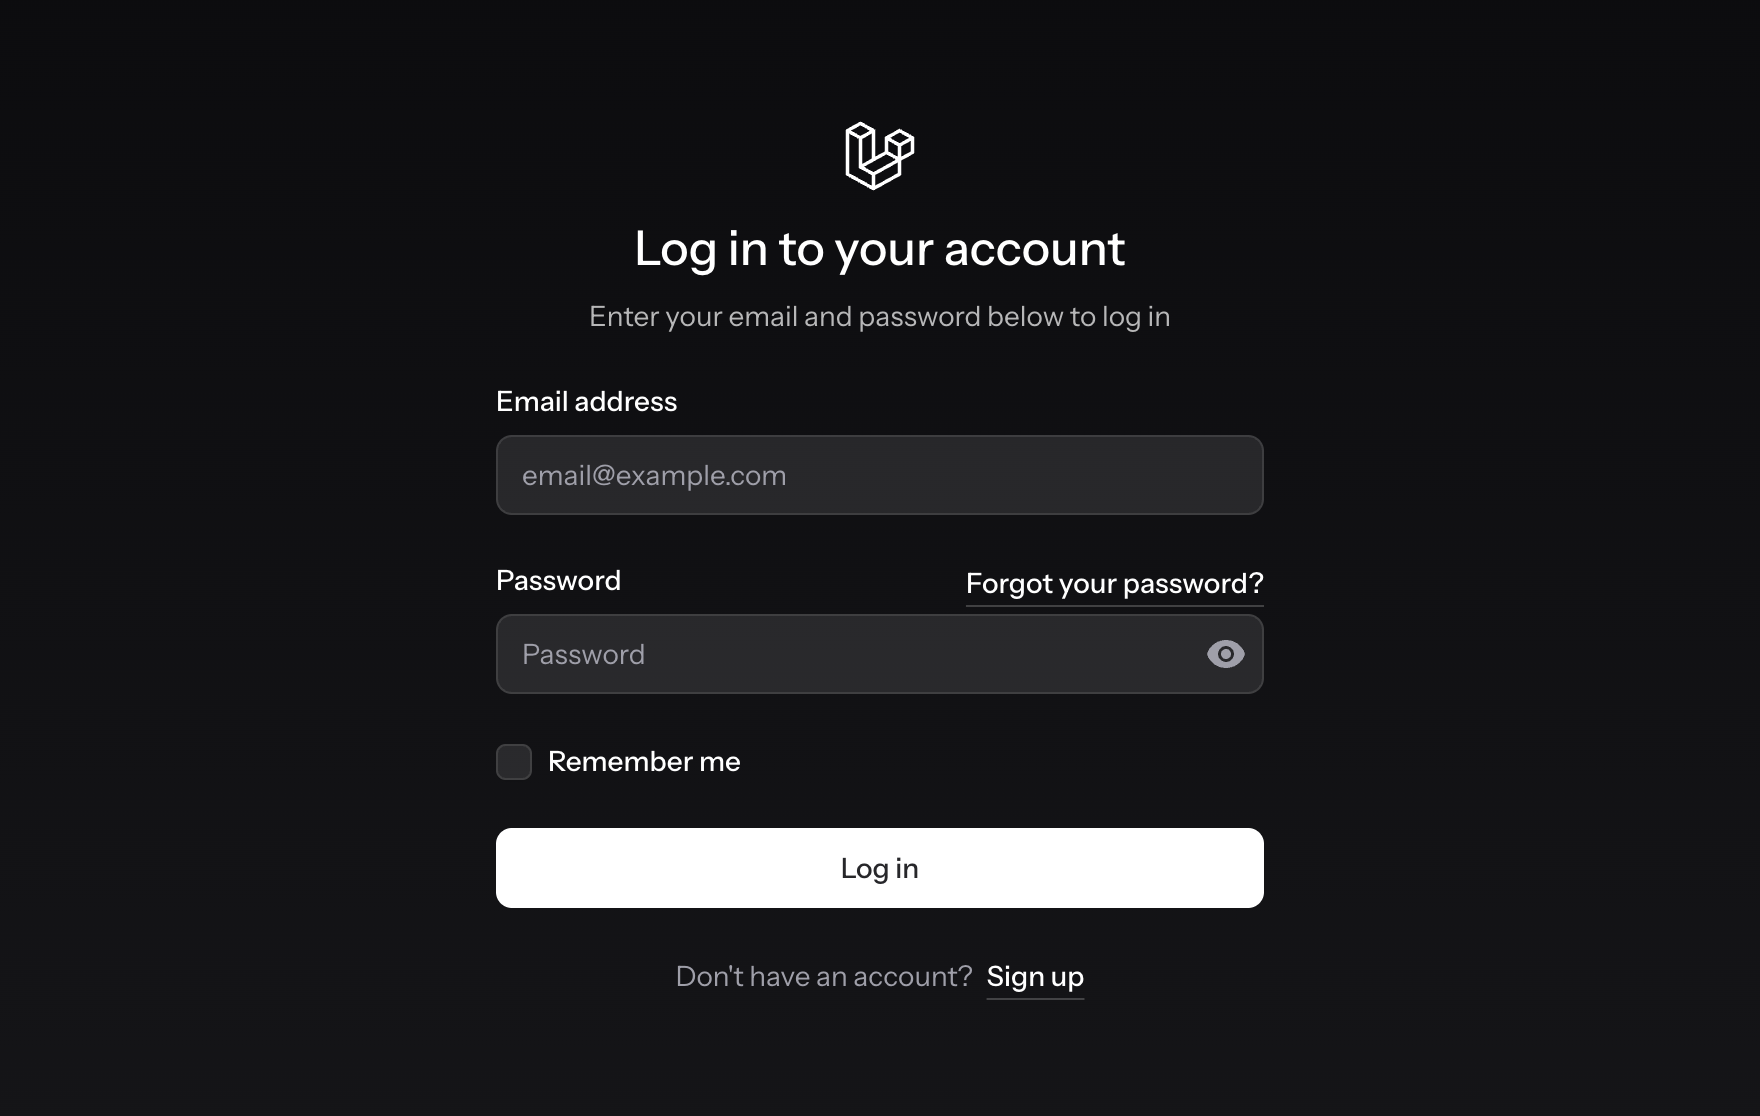 Log in to your account
Enter your email and password below to log in
Email address
email@example.com
Password
Forgot your password?
Password
Remember me
Log in
Don't have an account? Sign up